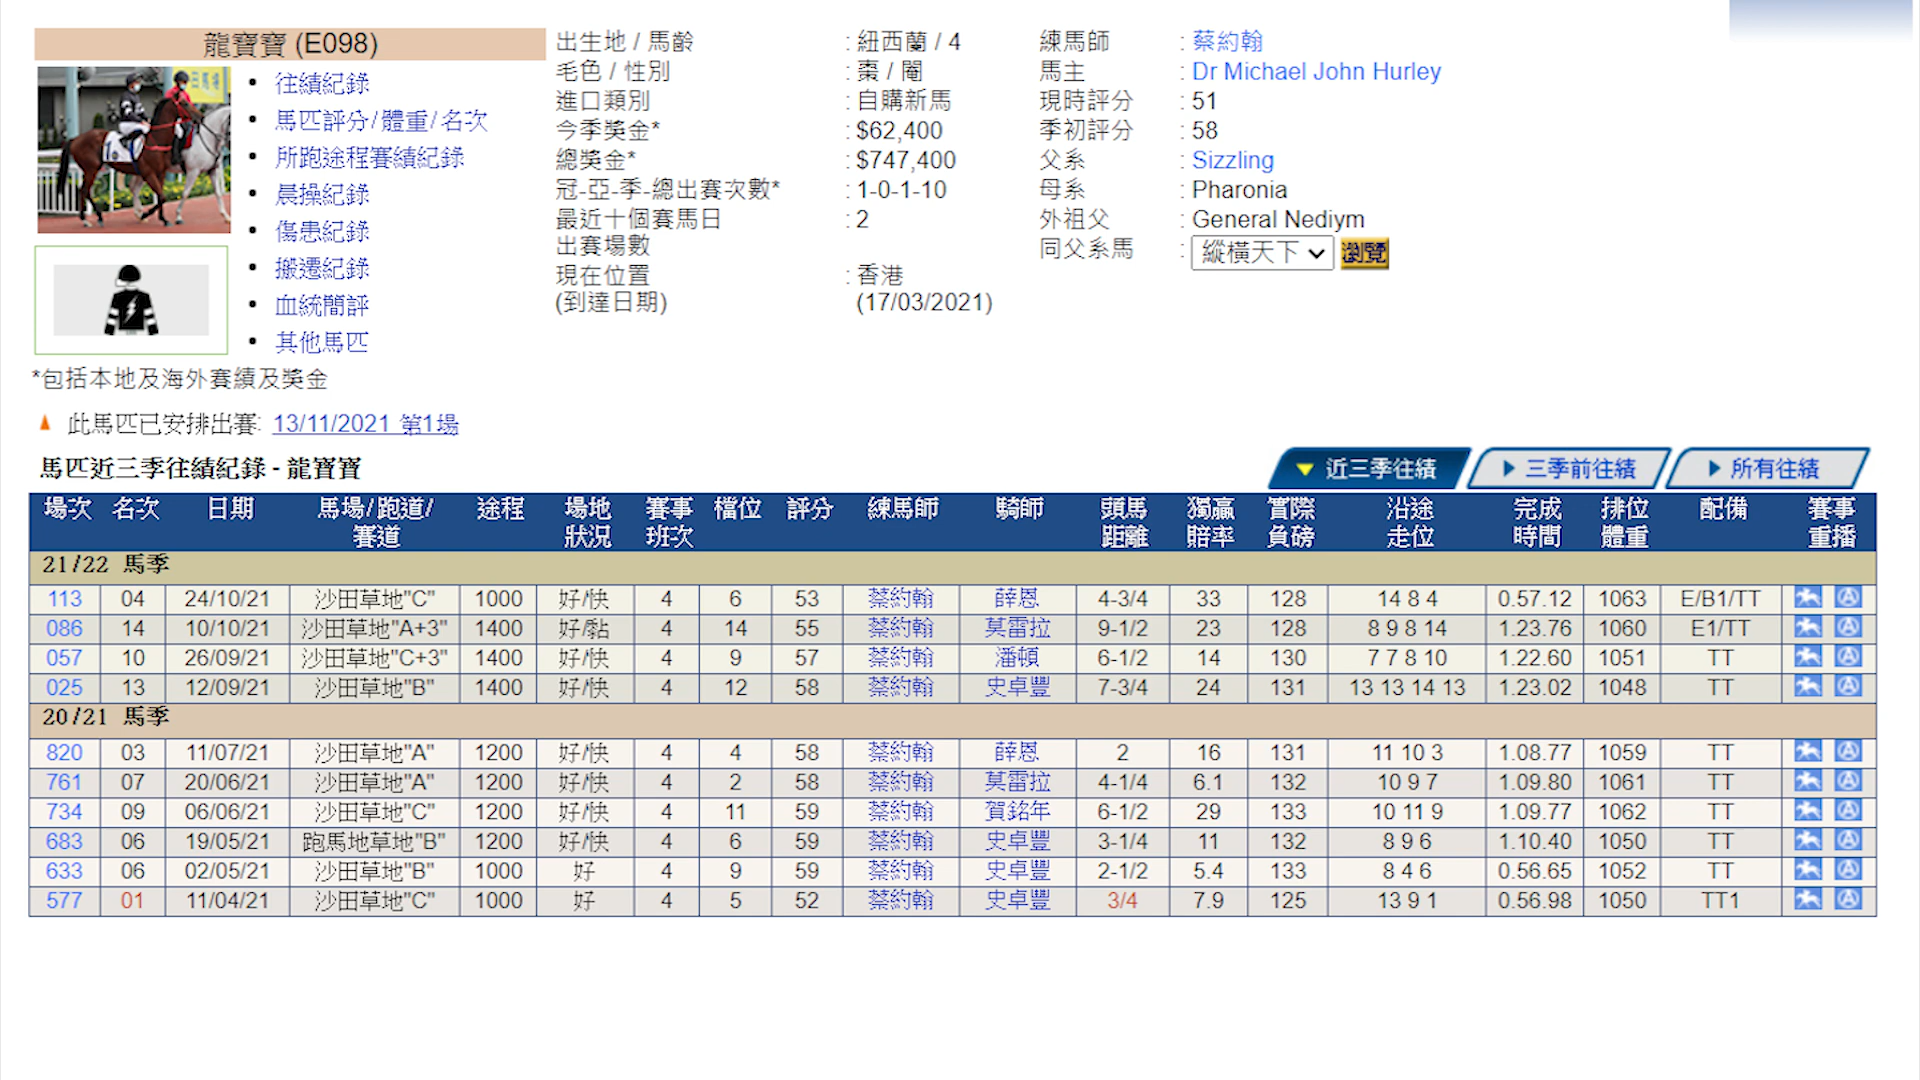 龍寶寶 (E098)
• 往績紀錄
• 馬匹評分/體重/名次
• 所跑途程賽績紀錄
• 晨操紀錄
• 傷患紀錄
• 搬遷紀錄
• 血統簡評
• 其他馬匹
出生地 / 馬齡 : 紐西蘭 / 4
毛色 / 性別 : 棗 / 閹
進口類別 : 自購新馬
今季獎金* : $62,400
總獎金* : $747,400
冠-亞-季-總出賽次數* : 1-0-1-10
最近十個賽馬日 : 2
出賽場數
現在位置 : 香港
(到達日期) (17/03/2021)
練馬師 : 蔡約翰
馬主 : Dr Michael John Hurley
現時評分 : 51
季初評分 : 58
父系 : Sizzling
母系 : Pharonia
外祖父 : General Nediym
同父系馬 : 縱橫天下 瀏覽
*包括本地及海外賽績及獎金
此馬匹已安排出賽: 13/11/2021 第1場
馬匹近三季往績紀錄 - 龍寶寶
近三季往績 三季前往績 所有往績
場次 名次 日期 馬場/跑道/ 途程 場地 賽事 檔位 評分 練馬師 騎師 頭馬 獨贏 實際 沿途 完成 排位 配備 賽事
賽道 狀況 班次 距離 賠率 負磅 走位 時間 體重 重播
21/22 馬季
113 04 24/10/21 沙田草地"C" 1000 好/快 4 6 53 蔡約翰 薛恩 4-3/4 33 128 14 8 4 0.57.12 1063 E/B1/TT
086 14 10/10/21 沙田草地"A+3" 1400 好/黏 4 14 55 蔡約翰 莫雷拉 9-1/2 23 128 8 9 8 14 1.23.76 1060 E1/TT
057 10 26/09/21 沙田草地"C+3" 1400 好/快 4 9 57 蔡約翰 潘頓 6-1/2 14 130 7 7 8 10 1.22.60 1051 TT
025 13 12/09/21 沙田草地"B" 1400 好/快 4 12 58 蔡約翰 史卓豐 7-3/4 24 131 13 13 14 13 1.23.02 1048 TT
20/21 馬季
820 03 11/07/21 沙田草地"A" 1200 好/快 4 4 58 蔡約翰 薛恩 2 16 131 11 10 3 1.08.77 1059 TT
761 07 20/06/21 沙田草地"A" 1200 好/快 4 2 58 蔡約翰 莫雷拉 4-1/4 6.1 132 10 9 7 1.09.80 1061 TT
734 09 06/06/21 沙田草地"C" 1200 好/快 4 11 59 蔡約翰 賀銘年 6-1/2 29 133 10 11 9 1.09.77 1062 TT
683 06 19/05/21 跑馬地草地"B" 1200 好/快 4 6 59 蔡約翰 史卓豐 3-1/4 11 132 8 9 6 1.10.40 1050 TT
633 06 02/05/21 沙田草地"B" 1000 好 4 9 59 蔡約翰 史卓豐 2-1/2 5.4 133 8 4 6 0.56.65 1052 TT
577 01 11/04/21 沙田草地"C" 1000 好 4 5 52 蔡約翰 史卓豐 3/4 7.9 125 13 9 1 0.56.98 1050 TT1